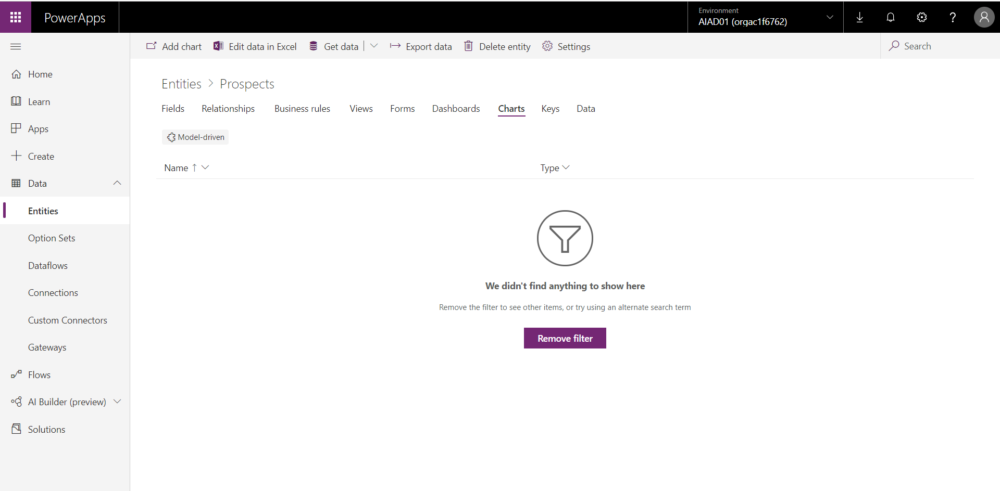 PowerApps
Environment
AIAD01 (orgac1f6762)
Add chart
Edit data in Excel
Get data
Export data
Delete entity
Settings
Search
Home
Learn
Apps
Create
Data
Entities
Option Sets
Dataflows
Connections
Custom Connectors
Gateways
Flows
AI Builder (preview)
Solutions
Entities > Prospects
Fields Relationships Business rules Views Forms Dashboards Charts Keys Data
Model-driven
Name ↑ Type
We didn't find anything to show here
Remove the filter to see other items, or try using an alternate search term
Remove filter